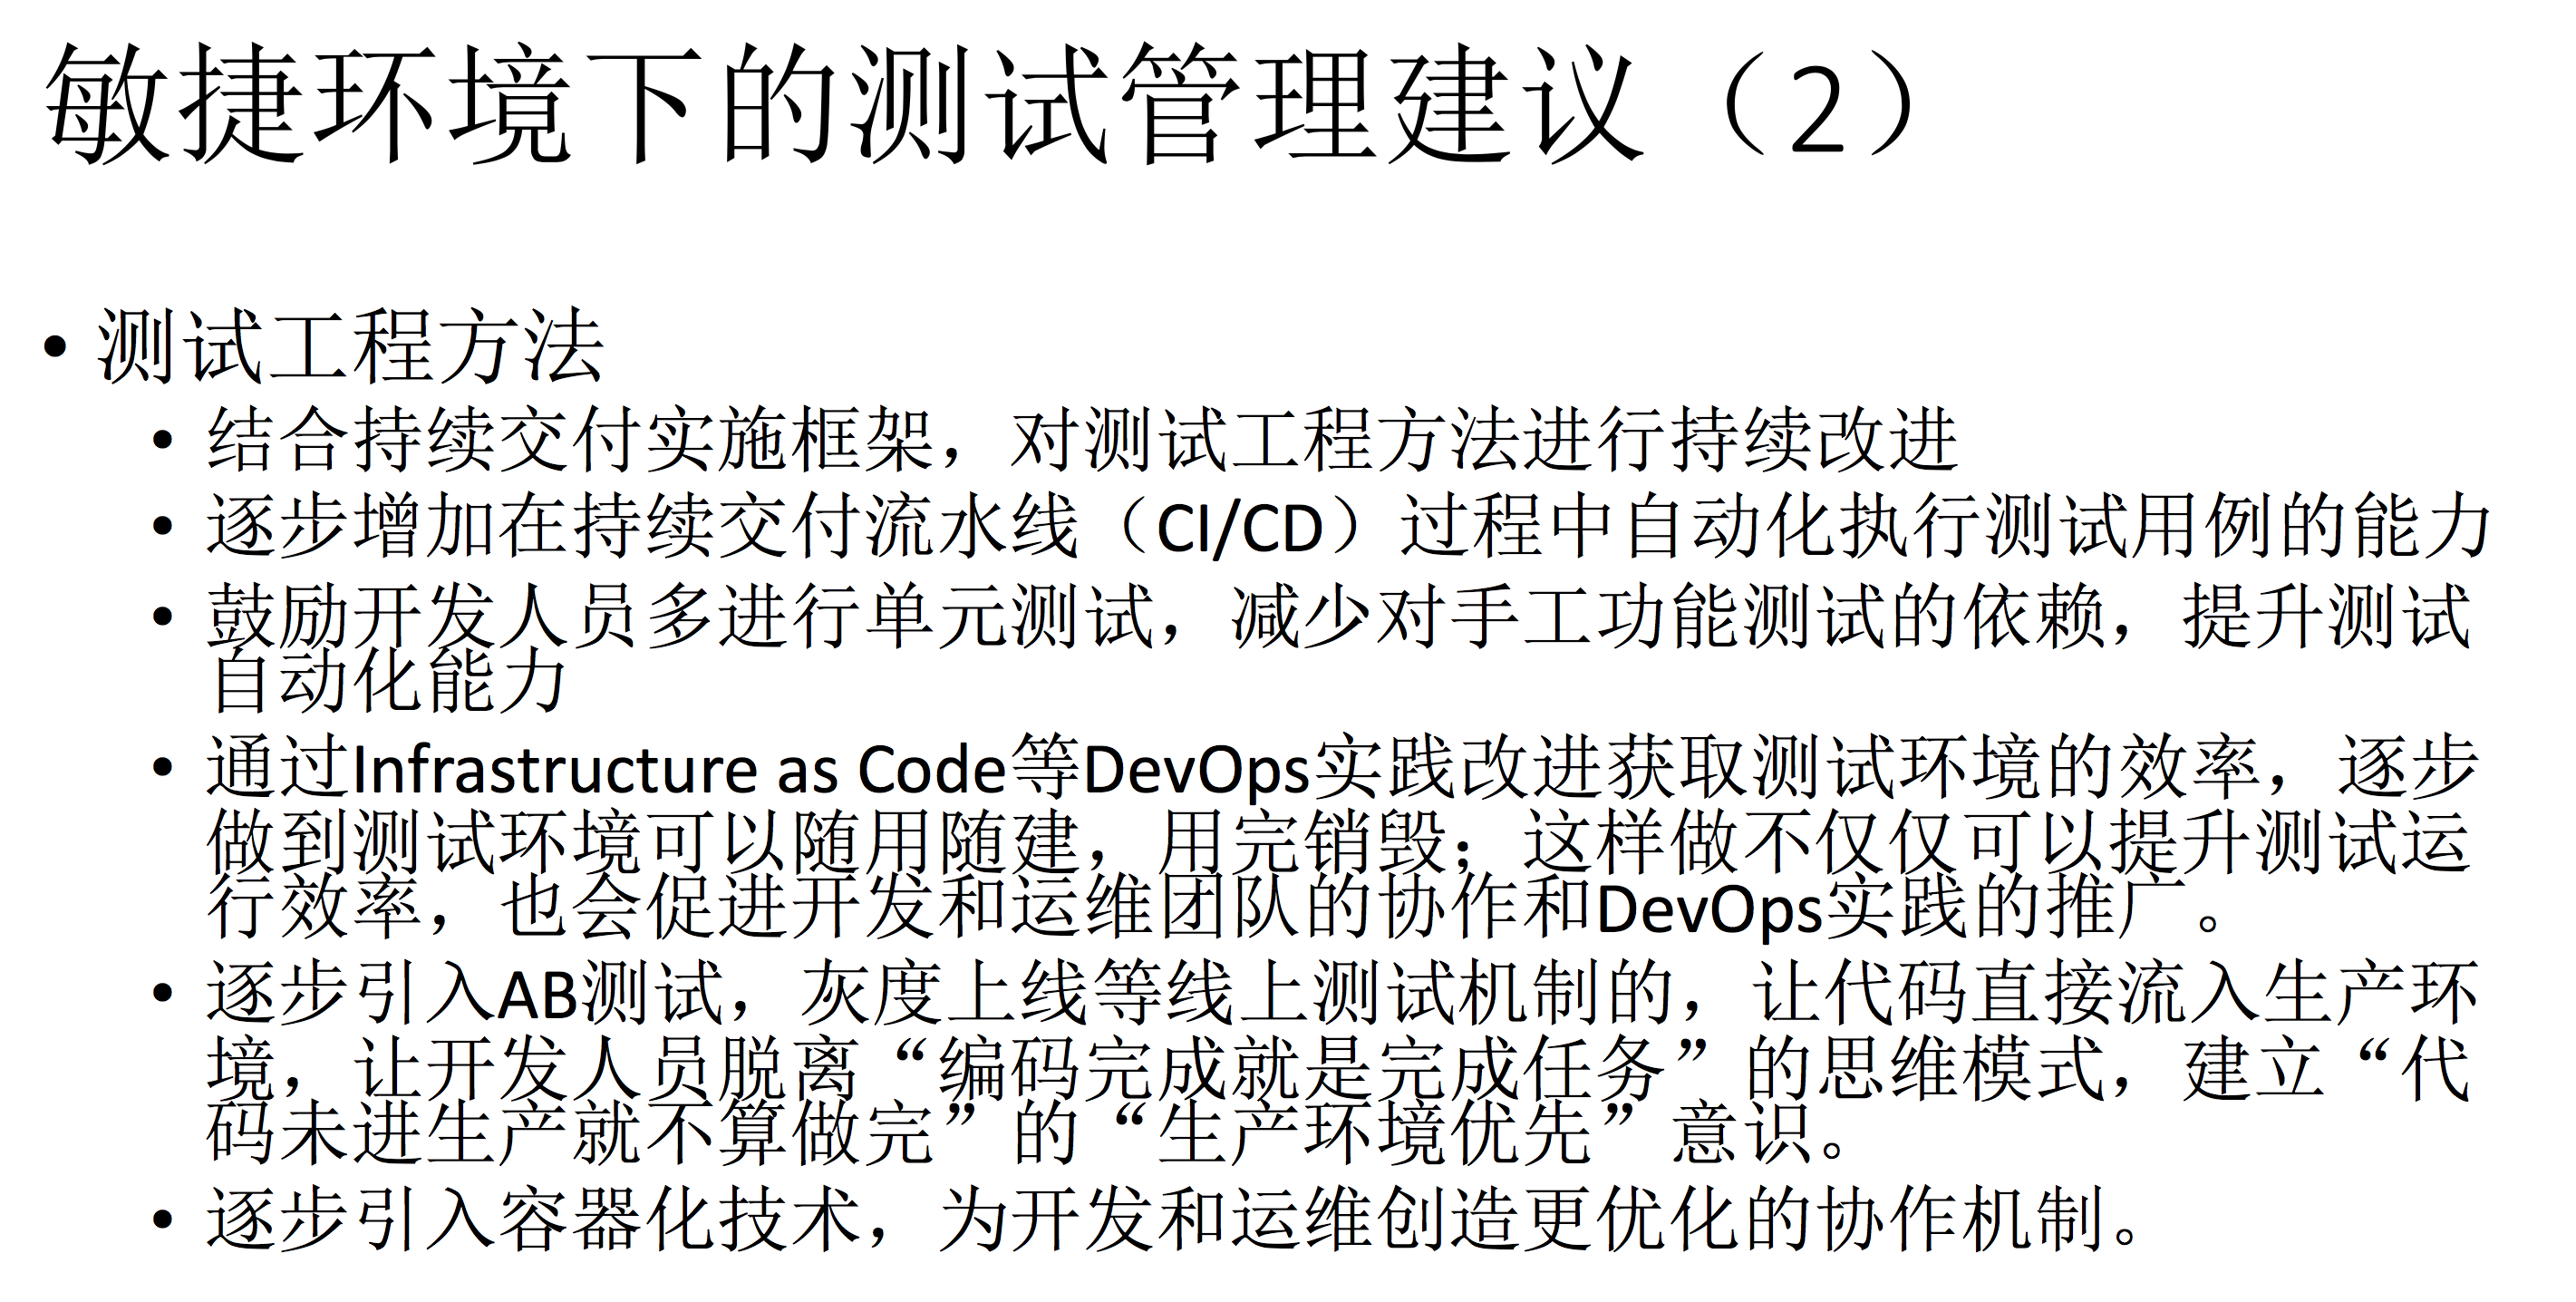 敏捷环境下的测试管理建议（2）
• 测试工程方法
• 结合持续交付实施框架，对测试工程方法进行持续改进
• 逐步增加在持续交付流水线（CI/CD）过程中自动化执行测试用例的能力
• 鼓励开发人员多进行单元测试，减少对手工功能测试的依赖，提升测试
自动化能力
• 通过Infrastructure as Code等DevOps实践改进获取测试环境的效率，逐步
做到测试环境可以随用随建，用完销毁；这样做不仅仅可以提升测试运
行效率，也会促进开发和运维团队的协作和DevOps实践的推广。
• 逐步引入AB测试，灰度上线等线上测试机制的，让代码直接流入生产环
境，让开发人员脱离“编码完成就是完成任务”的思维模式，建立“代
码未进生产就不算做完”的“生产环境优先”意识。
• 逐步引入容器化技术，为开发和运维创造更优化的协作机制。